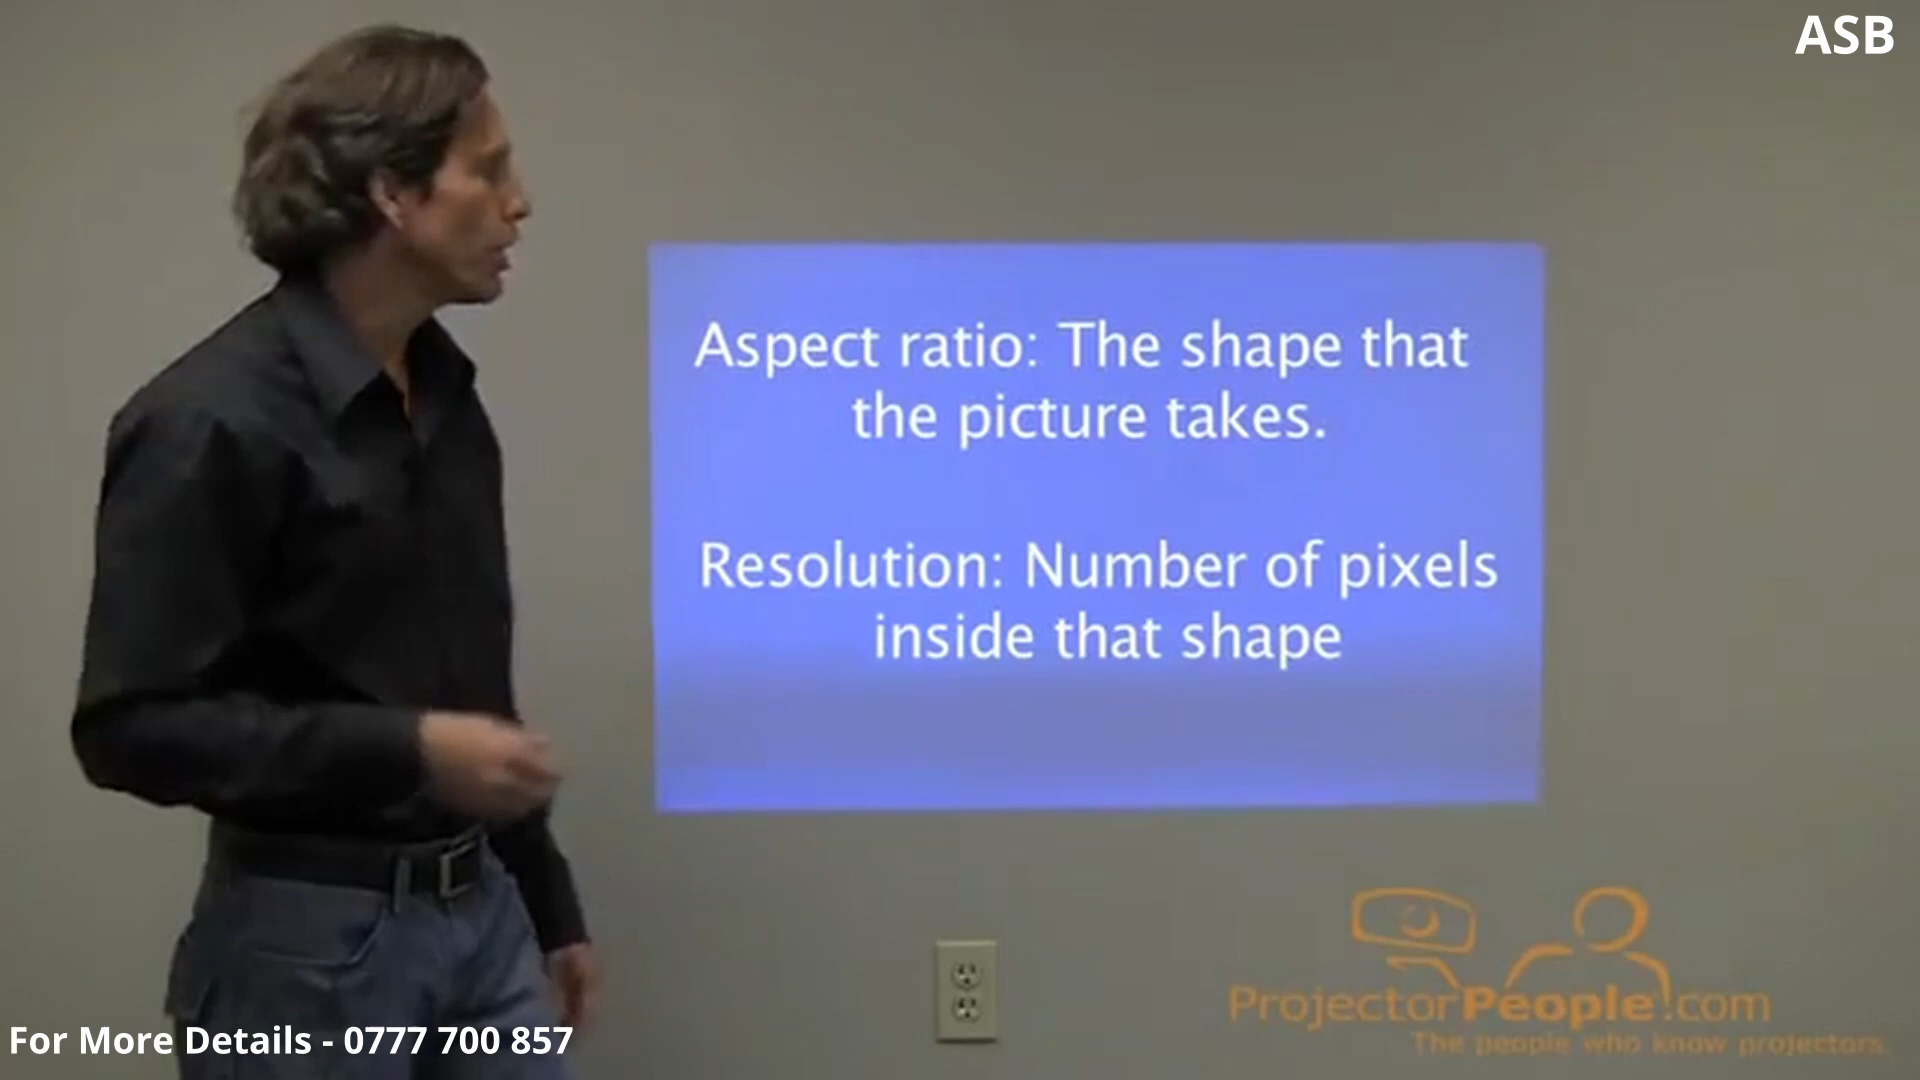 ASB
Aspect ratio: The shape that
the picture takes.
Resolution: Number of pixels
inside that shape
ProjectorPeople.com
The people who know projectors.
For More Details - 0777 700 857